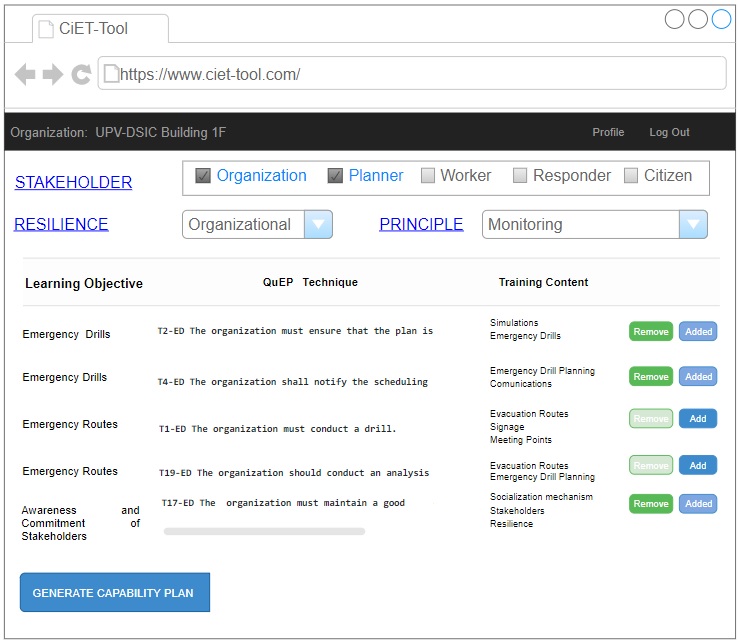 CiET-Tool
https://www.ciet-tool.com/
Organization: UPV-DSIC Building 1F
Profile
Log Out
STAKEHOLDER
Organization
Planner
Worker
Responder
Citizen
RESILIENCE
Organizational
PRINCIPLE
Monitoring
Learning Objective
QuEP Technique
Training Content
Emergency Drills
T2-ED The organization must ensure that the plan is
Simulations
Emergency Drills
Remove
Added
Emergency Drills
T4-ED The organization shall notify the scheduling
Emergency Drill Planning
Comunications
Remove
Added
Emergency Routes
T1-ED The organization must conduct a drill.
Evacuation Routes
Signage
Meeting Points
Remove
Add
Emergency Routes
T19-ED The organization should conduct an analysis
Evacuation Routes
Emergency Drill Planning
Remove
Add
Awareness and
Commitment of
Stakeholders
T17-ED The organization must maintain a good
Socialization mechanism
Stakeholders
Resilience
Remove
Added
GENERATE CAPABILITY PLAN